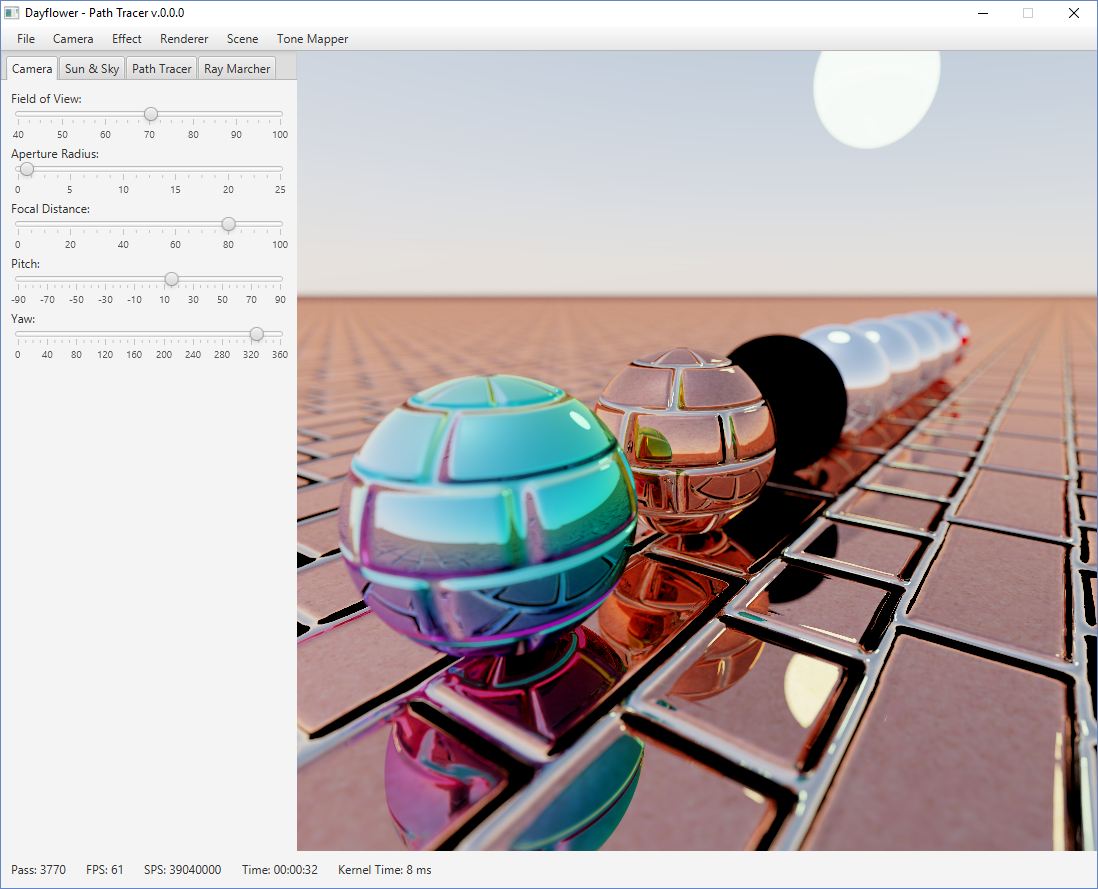 Dayflower - Path Tracer v.0.0.0
File Camera Effect Renderer Scene Tone Mapper
Camera Sun & Sky Path Tracer Ray Marcher
Field of View:
40 50 60 70 80 90 100
Aperture Radius:
0 5 10 15 20 25
Focal Distance:
0 20 40 60 80 100
Pitch:
-90 -70 -50 -30 -10 10 30 50 70 90
Yaw:
0 40 80 120 160 200 240 280 320 360
Pass: 3770 FPS: 61 SPS: 39040000 Time: 00:00:32 Kernel Time: 8 ms